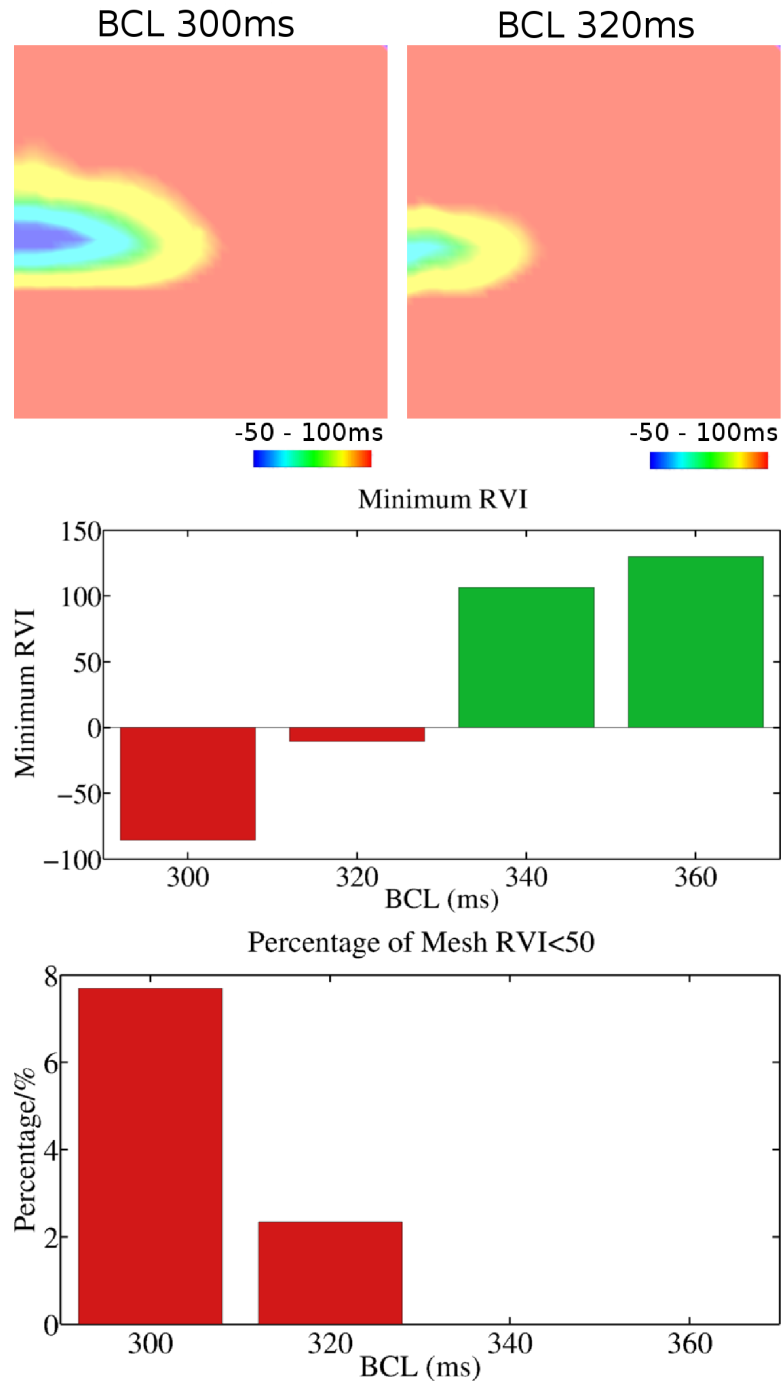 BCL 300ms BCL 320ms
-50 - 100ms -50 - 100ms
Minimum RVI
150
100
50
0
−50
−100
Minimum RVI
300 320 340 360
BCL (ms)
Percentage of Mesh RVI<50
8
6
4
2
0
Percentage/%
300 320 340 360
BCL (ms)